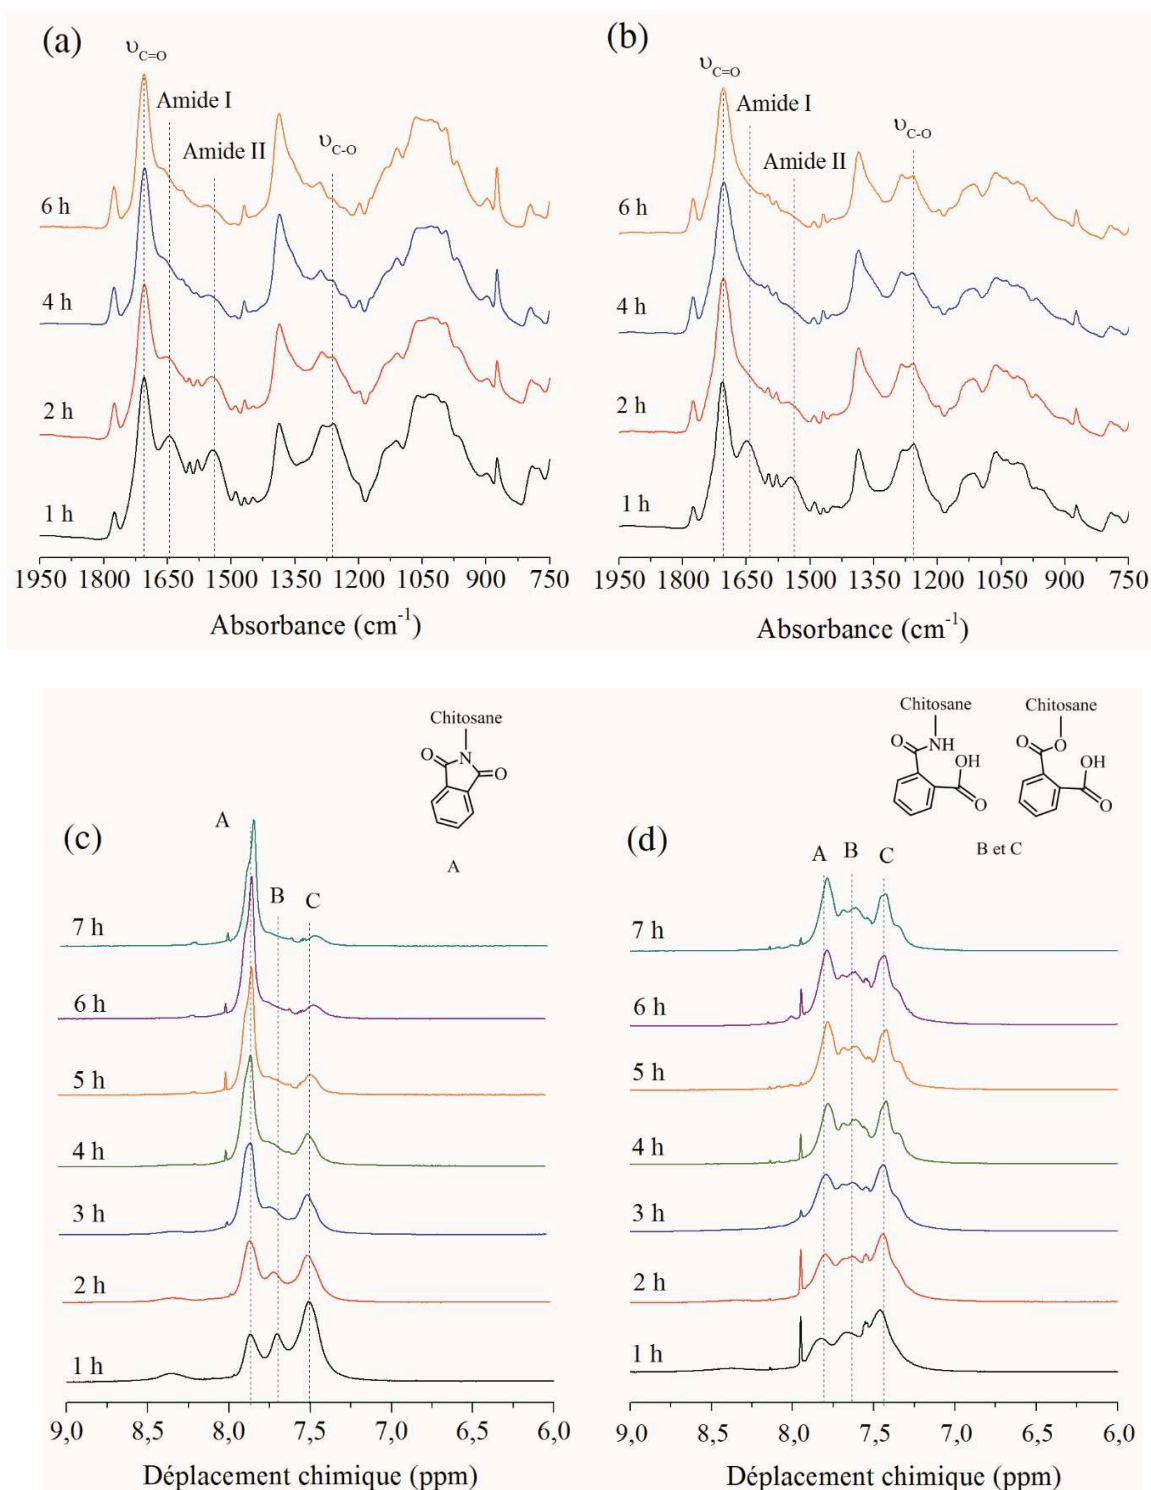 (a)
υC=O
Amide I
Amide II
υC-O
6 h
4 h
2 h
1 h
1950 1800 1650 1500 1350 1200 1050 900 750
Absorbance (cm-1)
(b)
υC=O
Amide I
Amide II
υC-O
6 h
4 h
2 h
1 h
1950 1800 1650 1500 1350 1200 1050 900 750
Absorbance (cm-1)
(c)
Chitosane
O N O
A
A B C
7 h
6 h
5 h
4 h
3 h
2 h
1 h
9,0 8,5 8,0 7,5 7,0 6,5 6,0
Déplacement chimique (ppm)
(d)
Chitosane Chitosane
O NH OH O
O O OH O
B et C
A B C
7 h
6 h
5 h
4 h
3 h
2 h
1 h
9,0 8,5 8,0 7,5 7,0 6,5 6,0
Déplacement chimique (ppm)